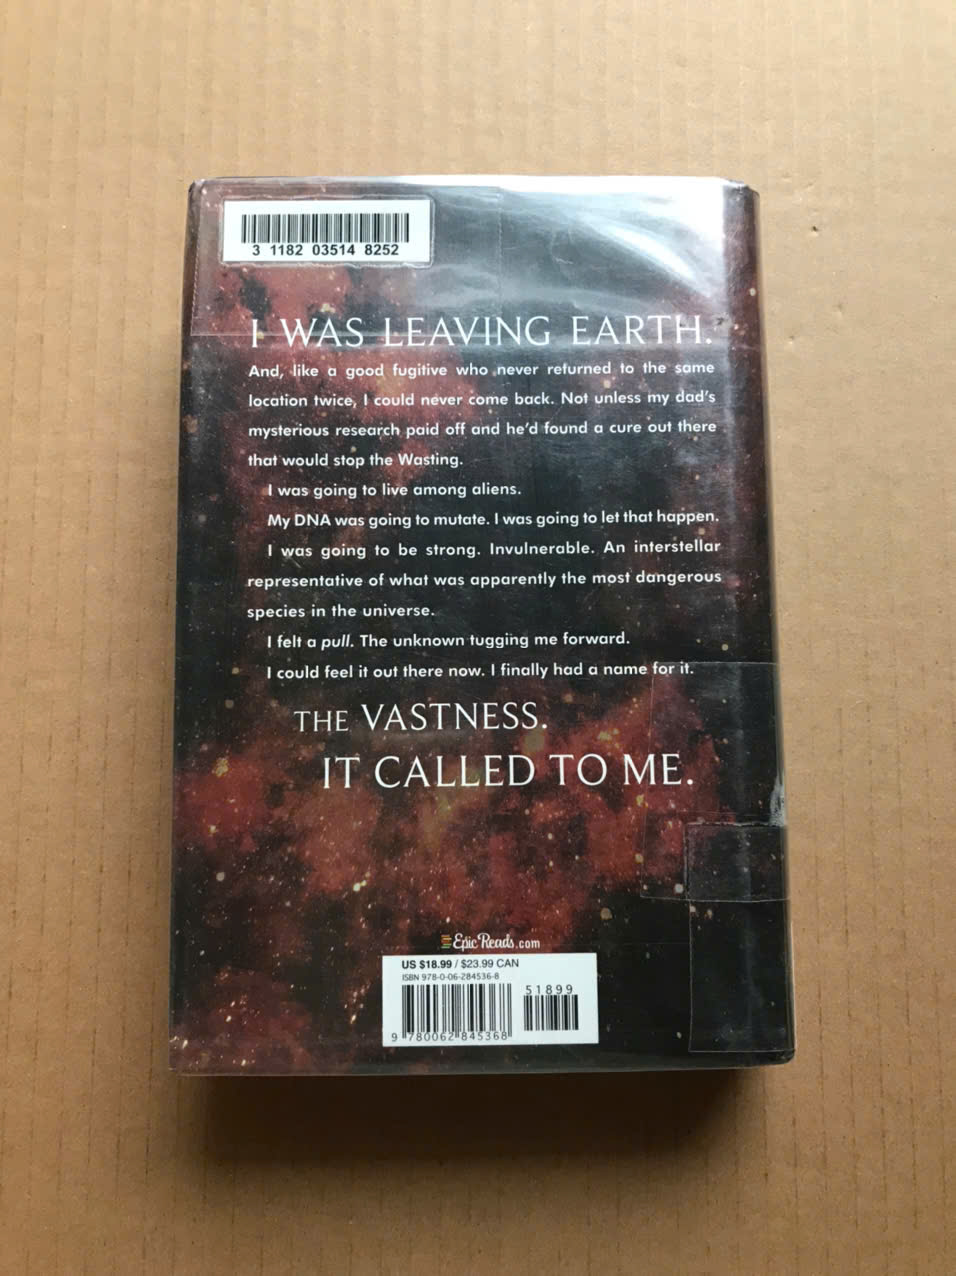 3 1182 03514 8252
I WAS LEAVING EARTH.
And, like a good fugitive who never returned to the same
location twice, I could never come back. Not unless my dad's
mysterious research paid off and he'd found a cure out there
that would stop the Wasting.
I was going to live among aliens.
My DNA was going to mutate. I was going to let that happen.
I was going to be strong. Invulnerable. An interstellar
representative of what was apparently the most dangerous
species in the universe.
I felt a pull. The unknown tugging me forward.
I could feel it out there now. I finally had a name for it.
THE VASTNESS.
IT CALLED TO ME.
Epic Reads.com
US $18.99 / $23.99 CAN
ISBN 978-0-06-284536-8
51899
9 780062 845368